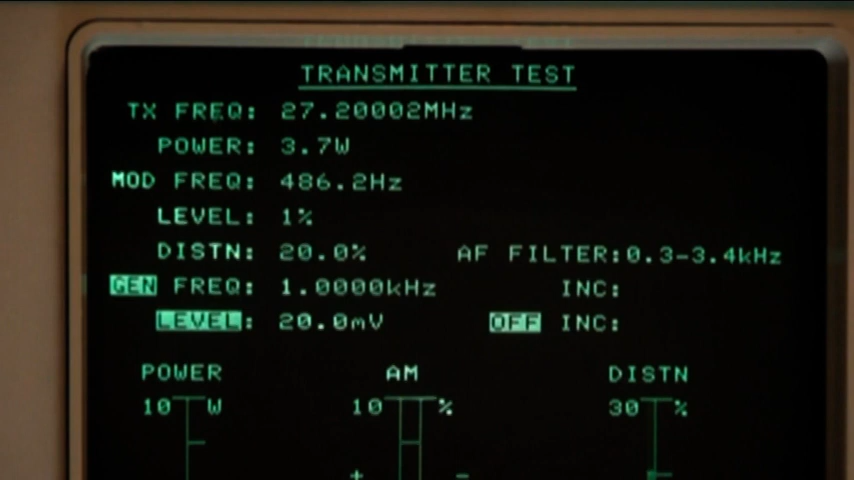 TRANSMITTER TEST
TX FREQ: 27.20002MHz
POWER: 3.7W
MOD FREQ: 486.2Hz
LEVEL: 1%
DISTN: 20.0% AF FILTER:0.3-3.4kHz
GEN FREQ: 1.0000kHz INC:
LEVEL: 20.0mV OFF INC:
POWER AM DISTN
10 W 10 % 30 %
+ -